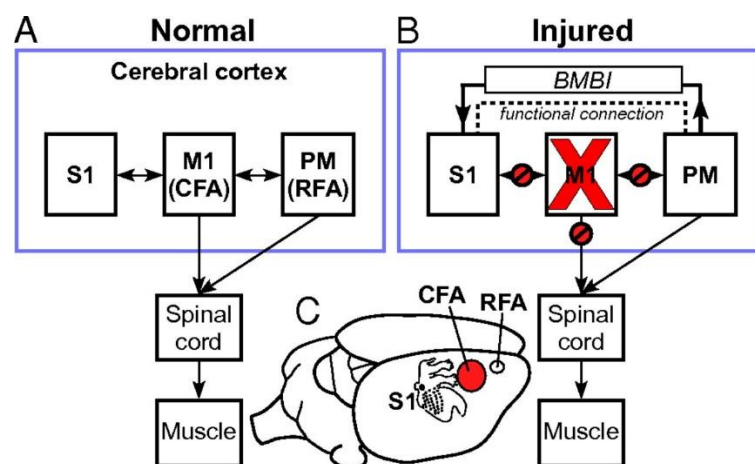 A
Normal
Cerebral cortex
S1
M1
(CFA)
PM
(RFA)
Spinal
cord
Muscle
B
Injured
BMBI
functional connection
S1
M1
PM
Spinal
cord
Muscle
C
CFA
RFA
S1